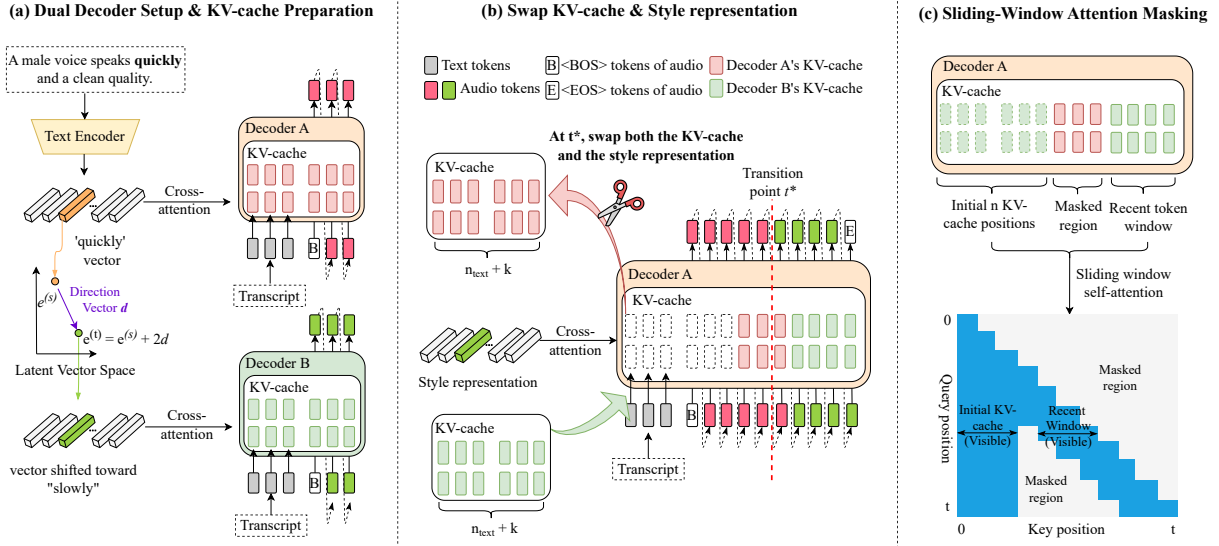 (a) Dual Decoder Setup & KV-cache Preparation
A male voice speaks quickly
and a clean quality.
Text Encoder
Cross-
attention
'quickly'
vector
e^(s)
Direction
Vector d
e^(t) = e^(s) + 2d
Latent Vector Space
Cross-
attention
vector shifted toward
"slowly"
Decoder A
KV-cache
B
Transcript
Decoder B
KV-cache
B
Transcript
(b) Swap KV-cache & Style representation
Text tokens
Audio tokens
B <BOS> tokens of audio
E <EOS> tokens of audio
Decoder A's KV-cache
Decoder B's KV-cache
At t*, swap both the KV-cache
and the style representation
KV-cache
n_text + k
Transition
point t*
E
Decoder A
KV-cache
Cross-
attention
Style representation
B
Transcript
KV-cache
n_text + k
(c) Sliding-Window Attention Masking
Decoder A
KV-cache
Initial n KV-
cache positions
Masked
region
Recent token
window
Sliding window
self-attention
0
Query position
t
Masked
region
Initial KV-
cache
(Visible)
Recent
Window
(Visible)
Masked
region
0
Key position
t